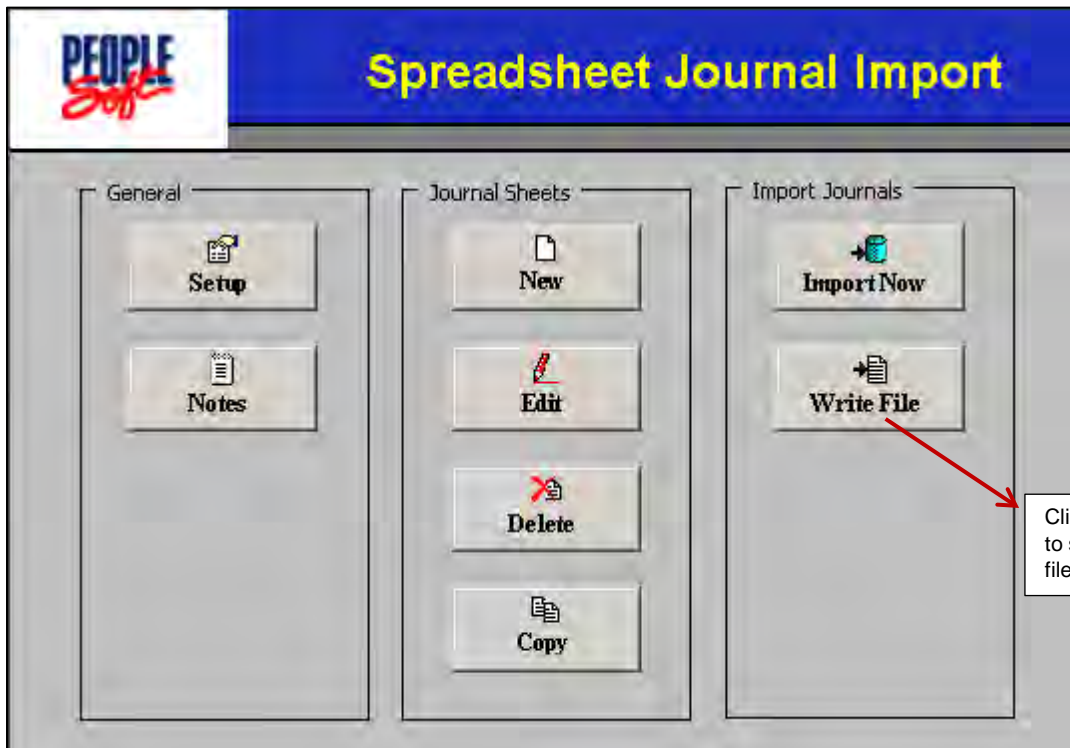 PEOPLE
Soft
Spreadsheet Journal Import
General
Setup
Notes
Journal Sheets
New
Edit
Delete
Copy
Import Journals
Import Now
Write File
to
file